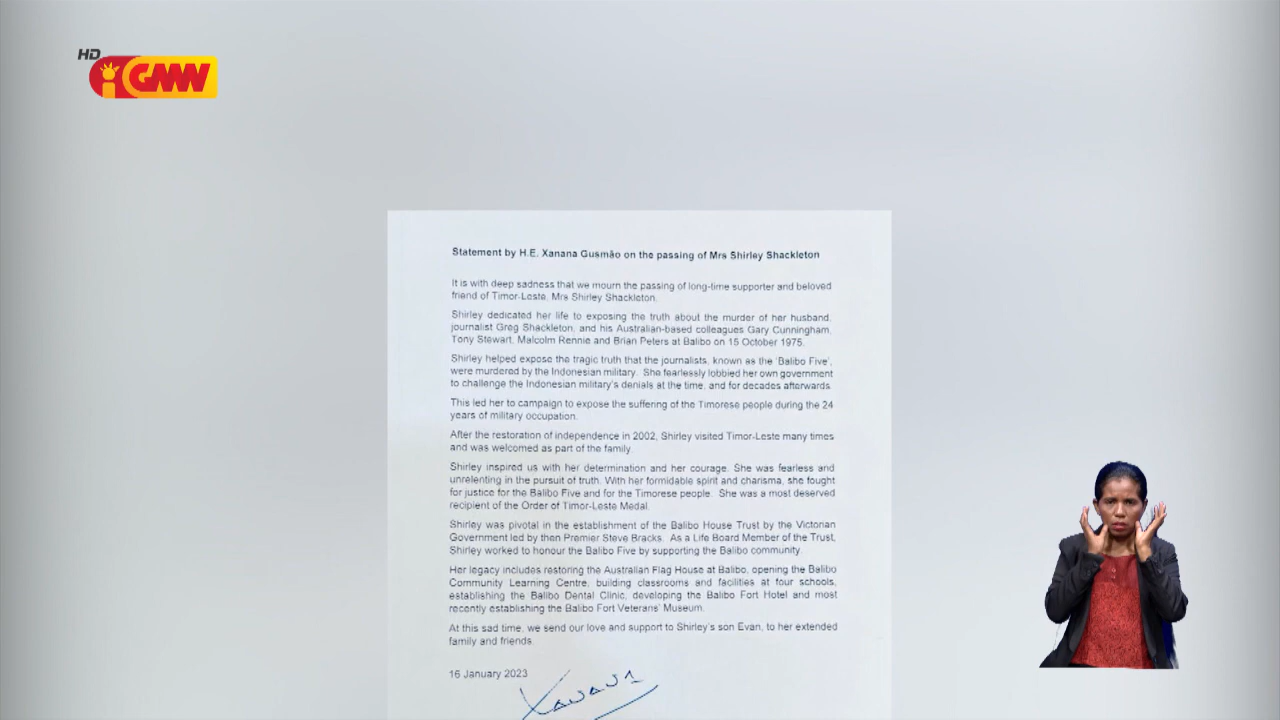 HD
GMN
Statement by H.E. Xanana Gusmão on the passing of Mrs Shirley Shackleton
It is with deep sadness that we mourn the passing of long-time supporter and beloved
friend of Timor-Leste, Mrs Shirley Shackleton.
Shirley dedicated her life to exposing the truth about the murder of her husband,
journalist Greg Shackleton, and his Australian-based colleagues Gary Cunningham,
Tony Stewart, Malcolm Rennie and Brian Peters at Balibo on 15 October 1975.
Shirley helped expose the tragic truth that the journalists, known as the 'Balibo Five',
were murdered by the Indonesian military. She fearlessly lobbied her own government
to challenge the Indonesian military's denials at the time, and for decades afterwards.
This led her to campaign to expose the suffering of the Timorese people during the 24
years of military occupation.
After the restoration of independence in 2002, Shirley visited Timor-Leste many times
and was welcomed as part of the family.
Shirley inspired us with her determination and her courage. She was fearless and
unrelenting in the pursuit of truth. With her formidable spirit and charisma, she fought
for justice for the Balibo Five and for the Timorese people. She was a most deserved
recipient of the Order of Timor-Leste Medal.
Shirley was pivotal in the establishment of the Balibo House Trust by the Victorian
Government led by then Premier Steve Bracks. As a Life Board Member of the Trust,
Shirley worked to honour the Balibo Five by supporting the Balibo community.
Her legacy includes restoring the Australian Flag House at Balibo, opening the Balibo
Community Learning Centre, building classrooms and facilities at four schools,
establishing the Balibo Dental Clinic, developing the Balibo Fort Hotel and most
recently establishing the Balibo Fort Veterans' Museum.
At this sad time, we send our love and support to Shirley's son Evan, to her extended
family and friends.
16 January 2023
Xanana